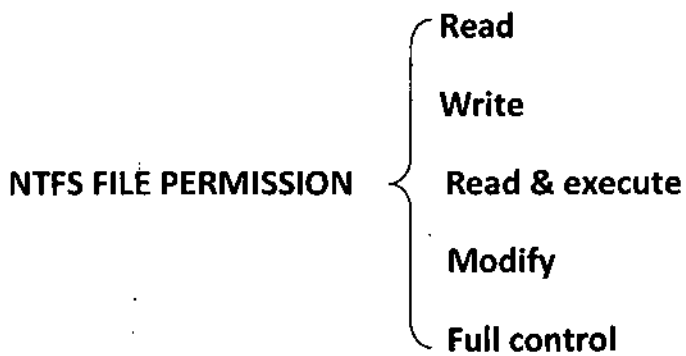 Read
Write
NTFS FILE PERMISSION
Read & execute
Modify
Full control